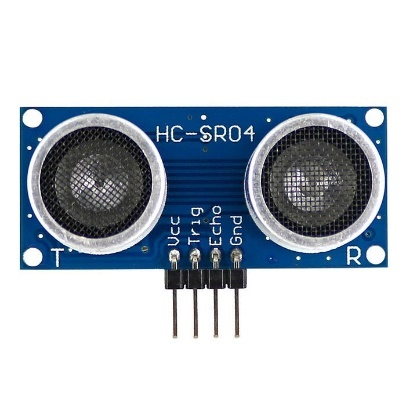 HC-SR04
Vcc
Trig
Echo
Gnd
T
R